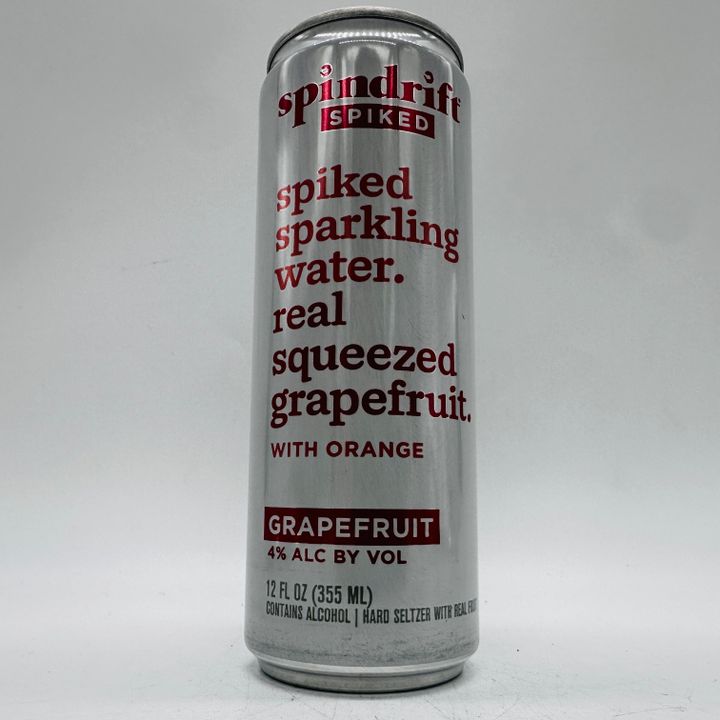 spindrift
SPIKED
spiked
sparkling
water.
real
squeezed
grapefruit.
WITH ORANGE
GRAPEFRUIT
4% ALC BY VOL
12 FL OZ (355 ML)
CONTAINS ALCOHOL | HARD SELTZER WITH REAL